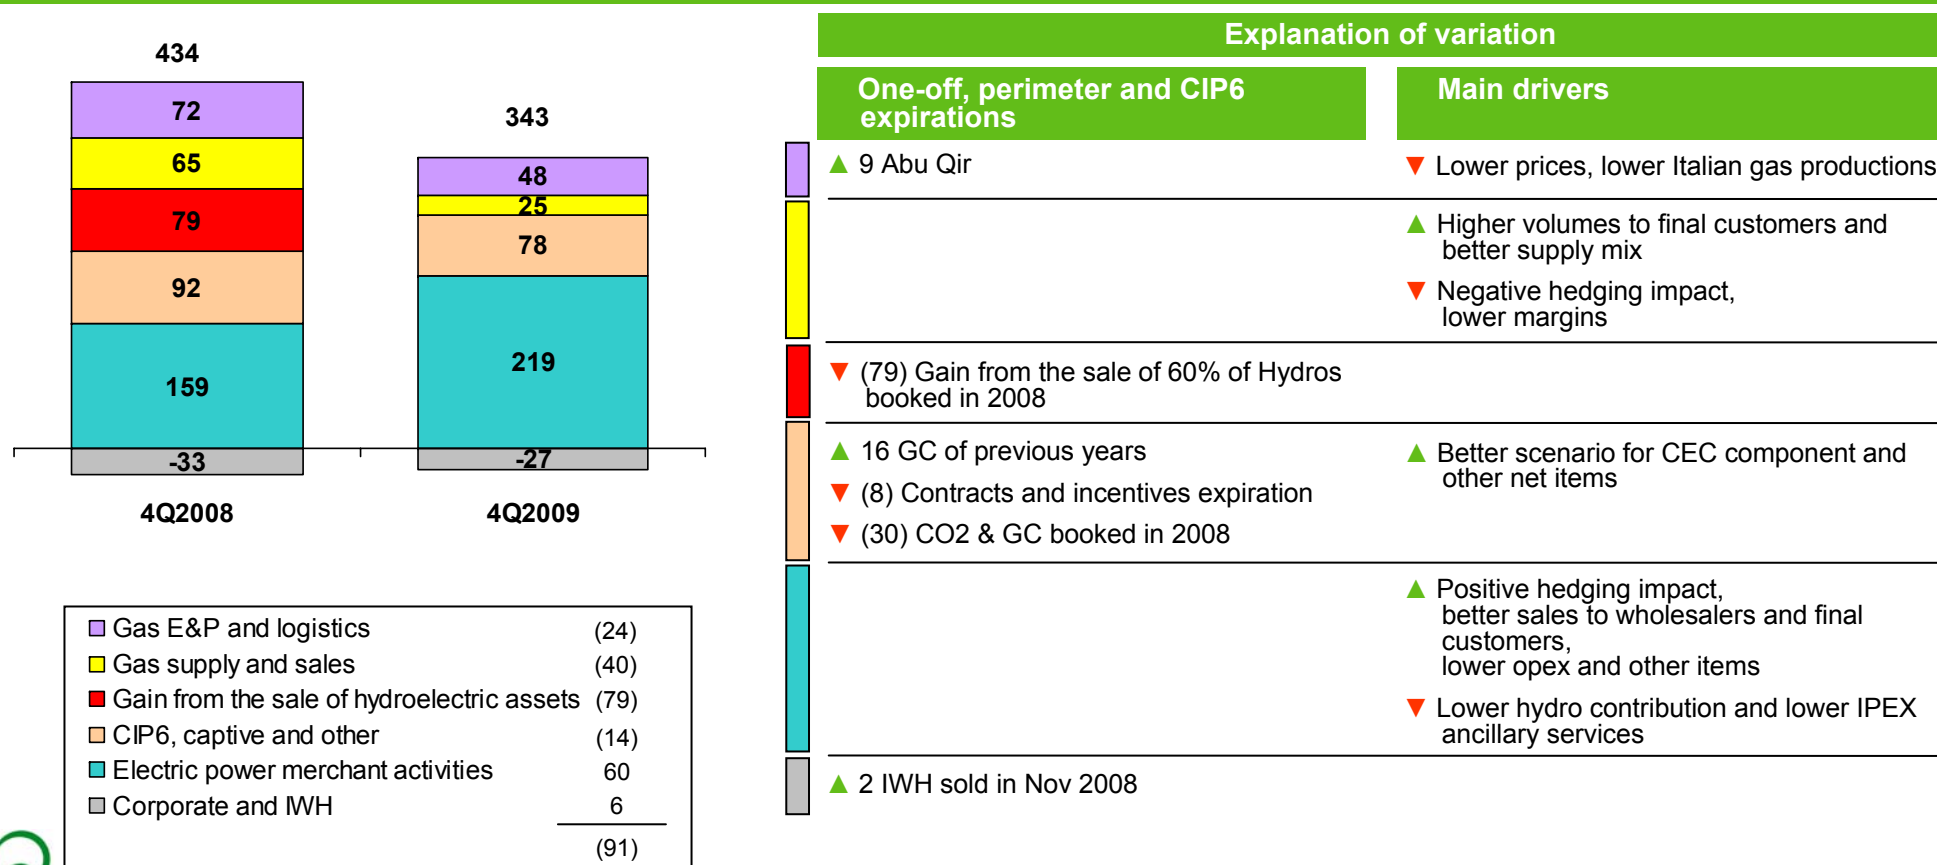 434
72
65
79
92
159
-33
4Q2008
343
48
25
78
219
-27
4Q2009
Gas E&P and logistics (24)
Gas supply and sales (40)
Gain from the sale of hydroelectric assets (79)
CIP6, captive and other (14)
Electric power merchant activities 60
Corporate and IWH 6
(91)
Explanation of variation
One-off, perimeter and CIP6
expirations
Main drivers
▲ 9 Abu Qir
▼ Lower prices, lower Italian gas productions
▲ Higher volumes to final customers and
better supply mix
▼ Negative hedging impact,
lower margins
▼ (79) Gain from the sale of 60% of Hydros
booked in 2008
▲ 16 GC of previous years
▼ (8) Contracts and incentives expiration
▼ (30) CO2 & GC booked in 2008
▲ Better scenario for CEC component and
other net items
▲ Positive hedging impact,
better sales to wholesalers and final
customers,
lower opex and other items
▼ Lower hydro contribution and lower IPEX
ancillary services
▲ 2 IWH sold in Nov 2008